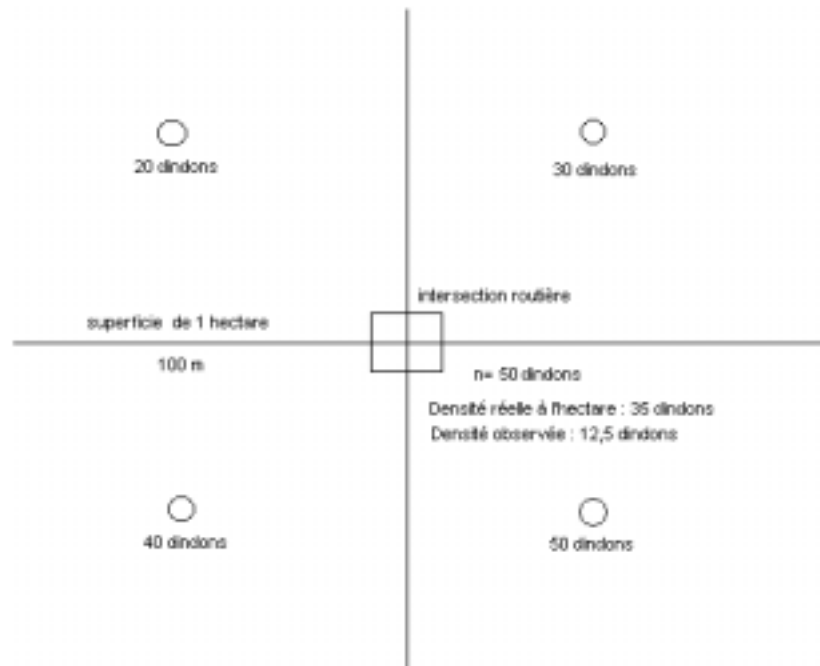 20 dindons
30 dindons
intersection routière
superficie de 1 hectare
100 m
n= 50 dindons
Densité réelle à l'hectare : 35 dindons
Densité observée : 12,5 dindons
40 dindons
50 dindons